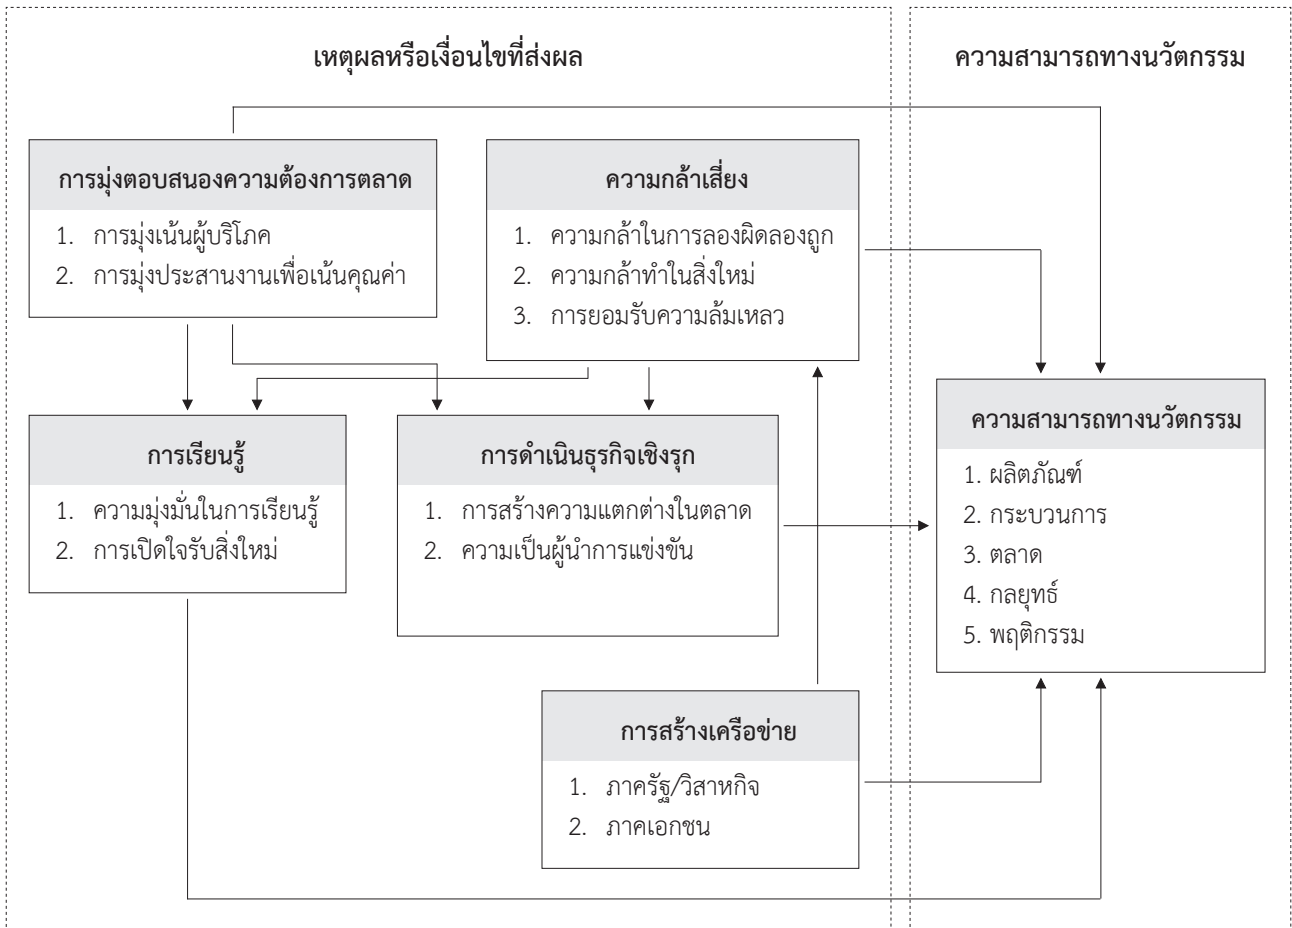 เหตุผลหรือเงื่อนไขที่ส่งผล
ความสามารถทางนวัตกรรม
การมุ่งตอบสนองความต้องการตลาด
1. การมุ่งเน้นผู้บริโภค
2. การมุ่งประสานงานเพื่อเน้นคุณค่า
ความกล้าเสี่ยง
1. ความกล้าในการลองผิดลองถูก
2. ความกล้าทำในสิ่งใหม่
3. การยอมรับความล้มเหลว
การเรียนรู้
1. ความมุ่งมั่นในการเรียนรู้
2. การเปิดใจรับสิ่งใหม่
การดำเนินธุรกิจเชิงรุก
1. การสร้างความแตกต่างในตลาด
2. ความเป็นผู้นำการแข่งขัน
ความสามารถทางนวัตกรรม
1. ผลิตภัณฑ์
2. กระบวนการ
3. ตลาด
4. กลยุทธ์
5. พฤติกรรม
การสร้างเครือข่าย
1. ภาครัฐ/วิสาหกิจ
2. ภาคเอกชน